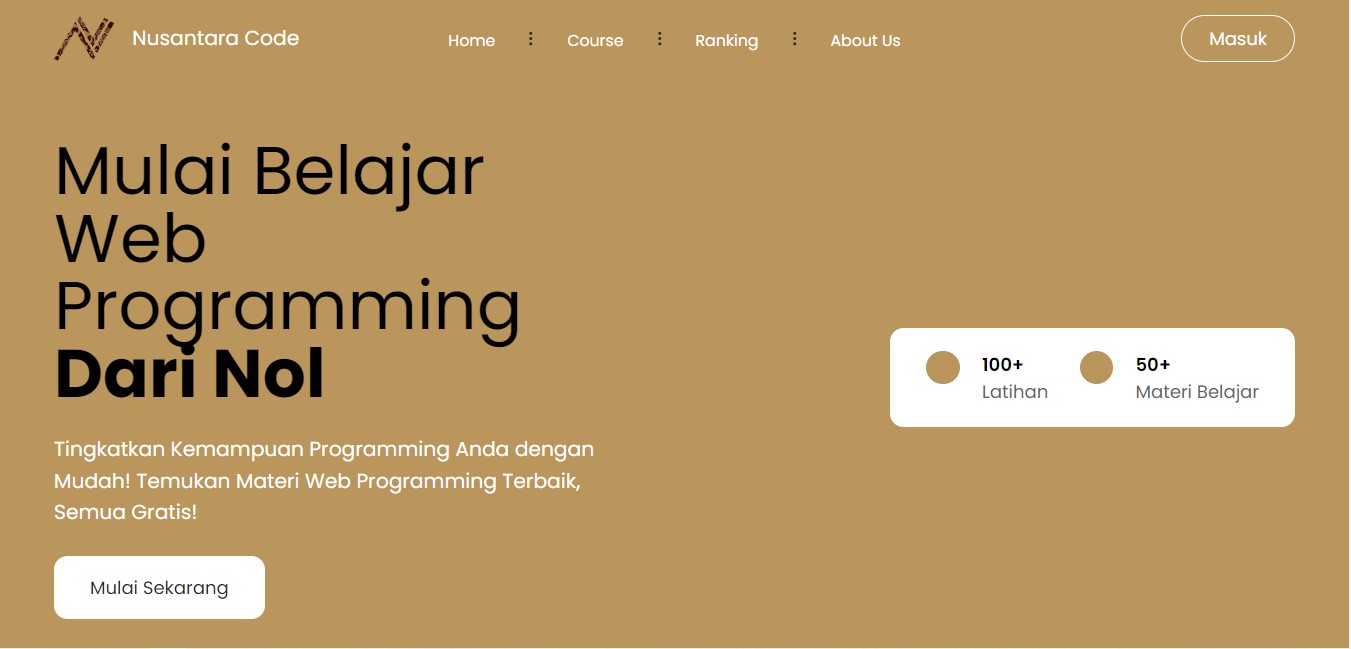 Nusantara Code
Home
Course
Ranking
About Us
Masuk
Mulai Belajar
Web
Programming
Dari Nol
Tingkatkan Kemampuan Programming Anda dengan
Mudah! Temukan Materi Web Programming Terbaik,
Semua Gratis!
Mulai Sekarang
100+
Latihan
50+
Materi Belajar